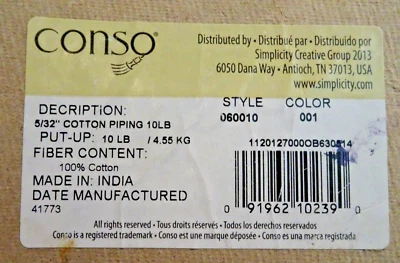 conso®
Distributed by • Distribué par • Distribuido por
Simplicity Creative Group 2013
6050 Dana Way • Antioch, TN 37013, USA
www.simplicity.com
DECRIPTION:
5/32" COTTON PIPING 10LB
PUT-UP: 10 LB / 4.55 KG
FIBER CONTENT:
100% Cotton
MADE IN: INDIA
DATE MANUFACTURED
41773
STYLE COLOR
060010 001
1120127000OB630514
0 91962 10239 0
All rights reserved • Tous droits réservés • Todos los derechos reservados
Conso is a registered trademark • Conso est une marque déposée • Conso es una marca registrada